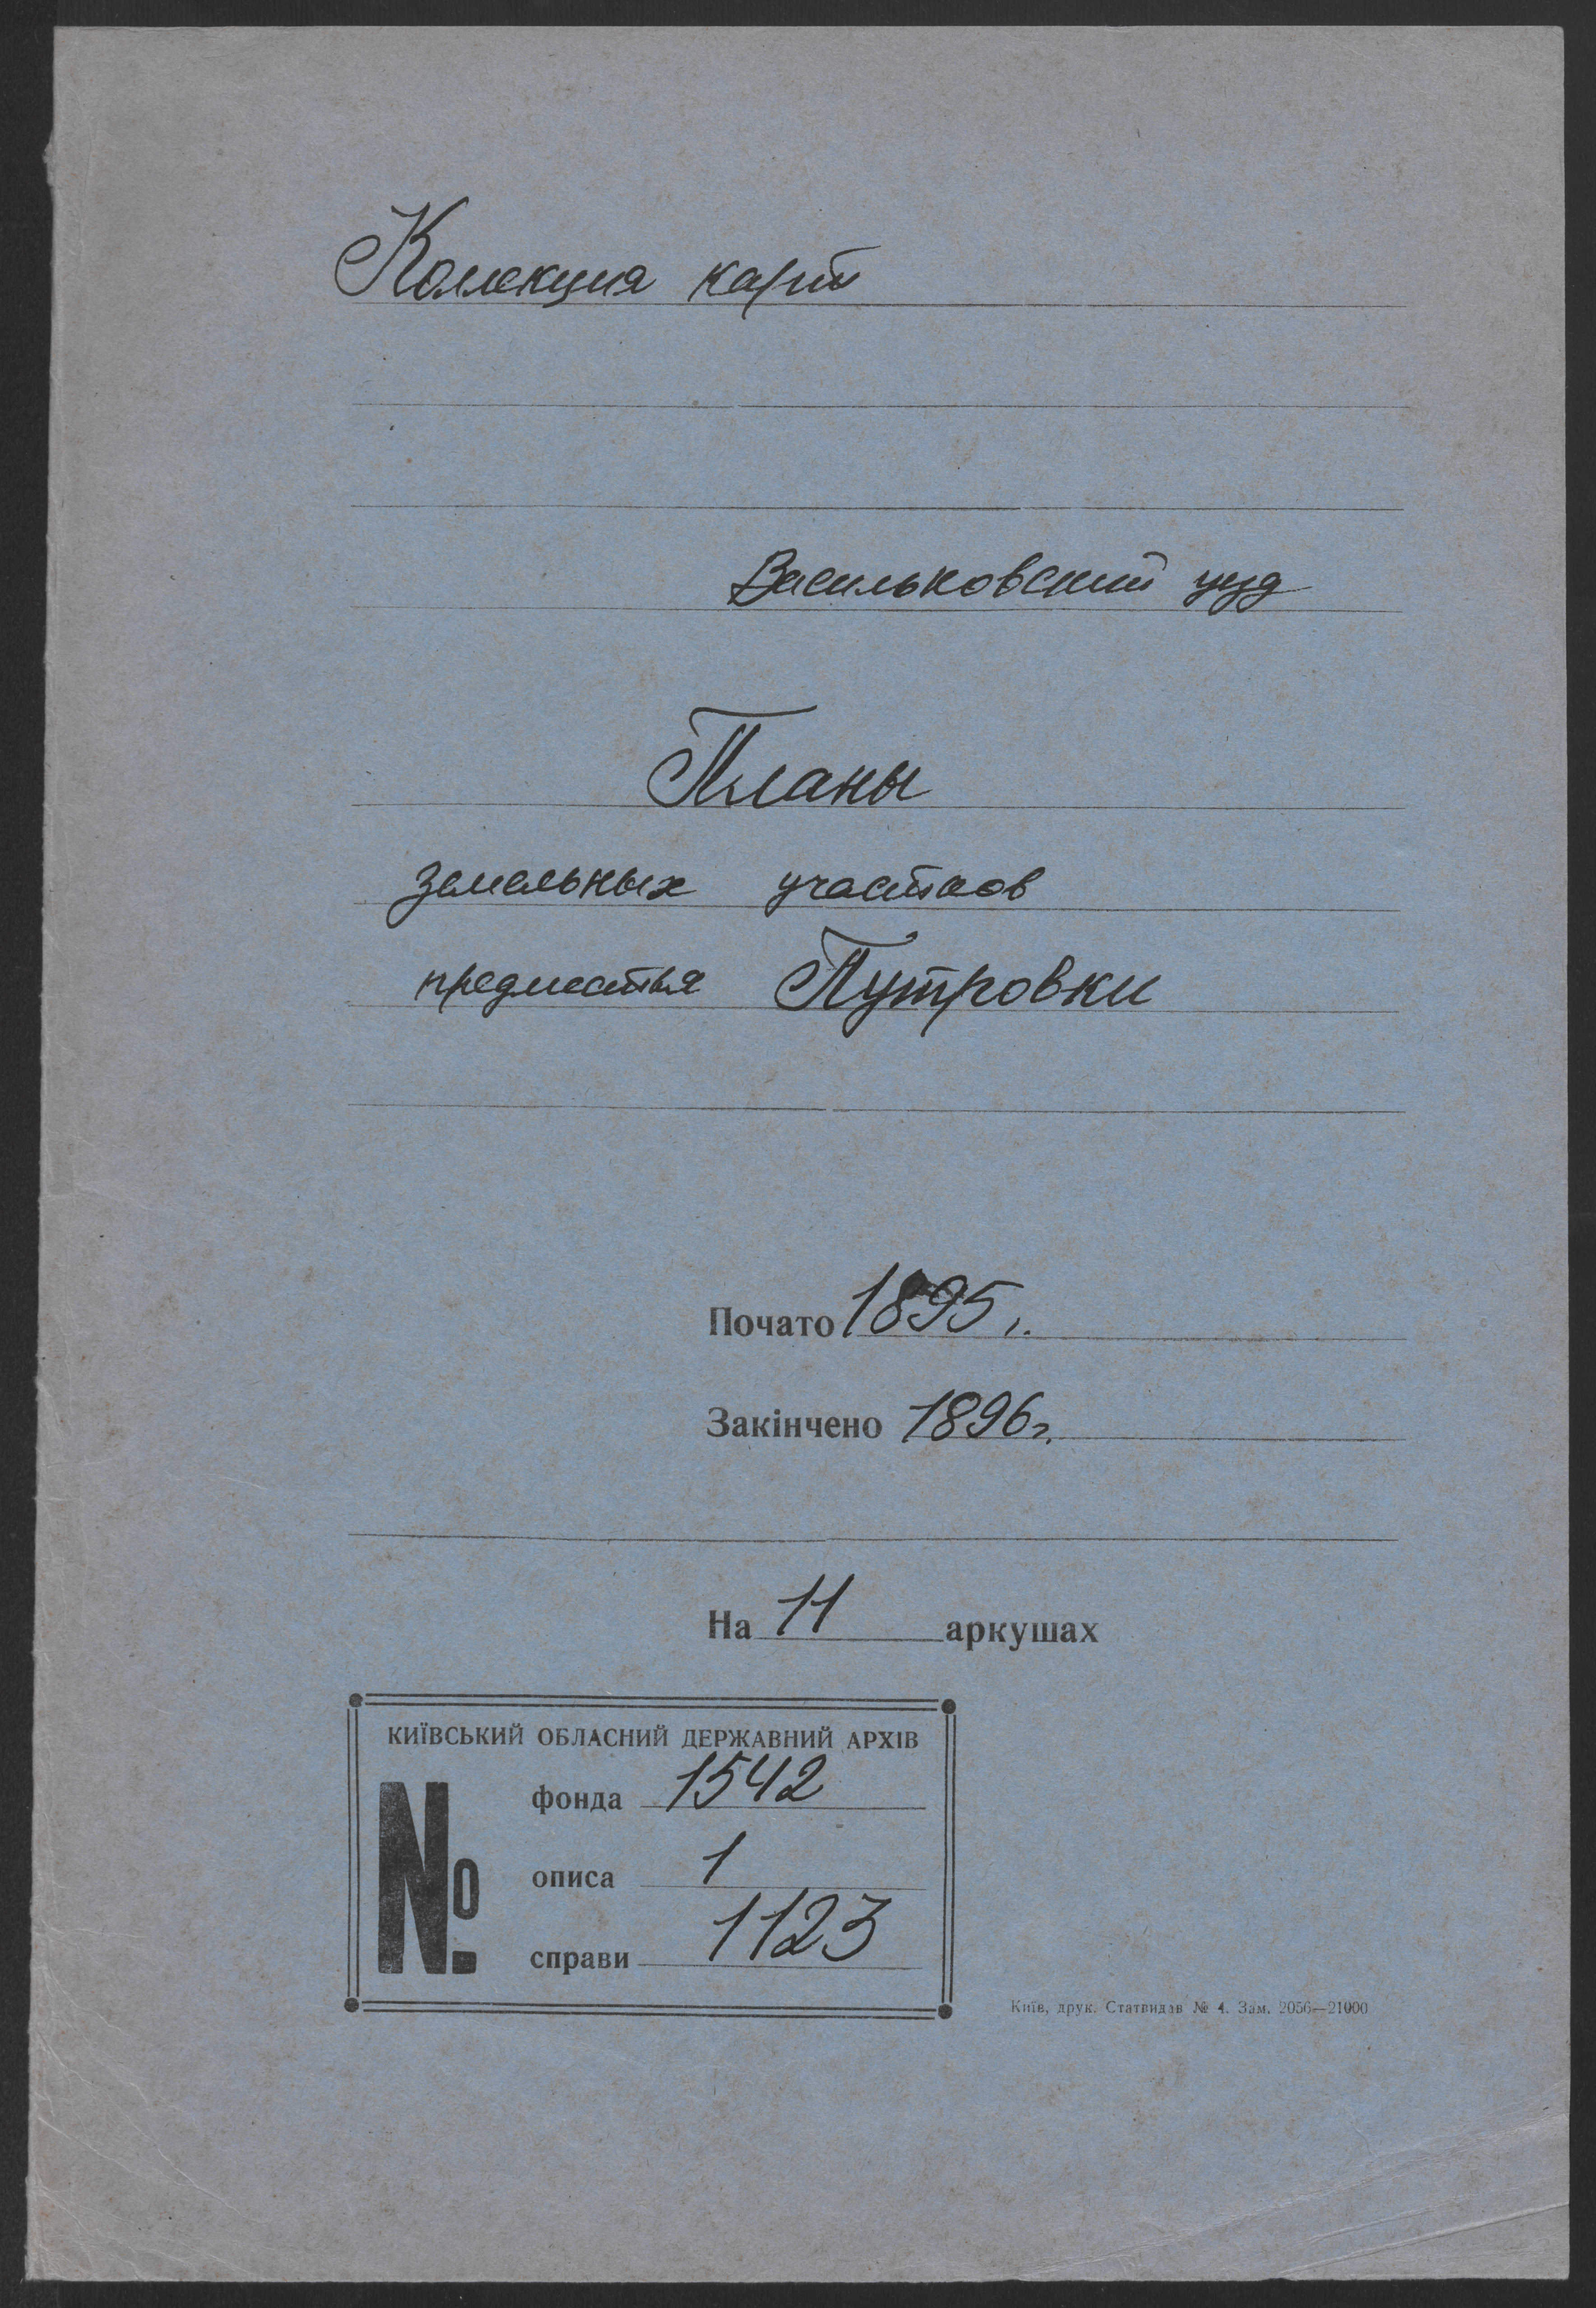 Колекция карт
Васильковский уезд
Планы
земельных участков
предместья Путровки
Почато 1895 г.
Закінчено 1896 г.
На 11 аркушах
КИЇВСЬКИЙ ОБЛАСНИЙ ДЕРЖАВНИЙ АРХІВ
№
фонда 1542
описа 1
справи 1123
Київ, друк. Статвидав № 4. Зам. 2056—21000